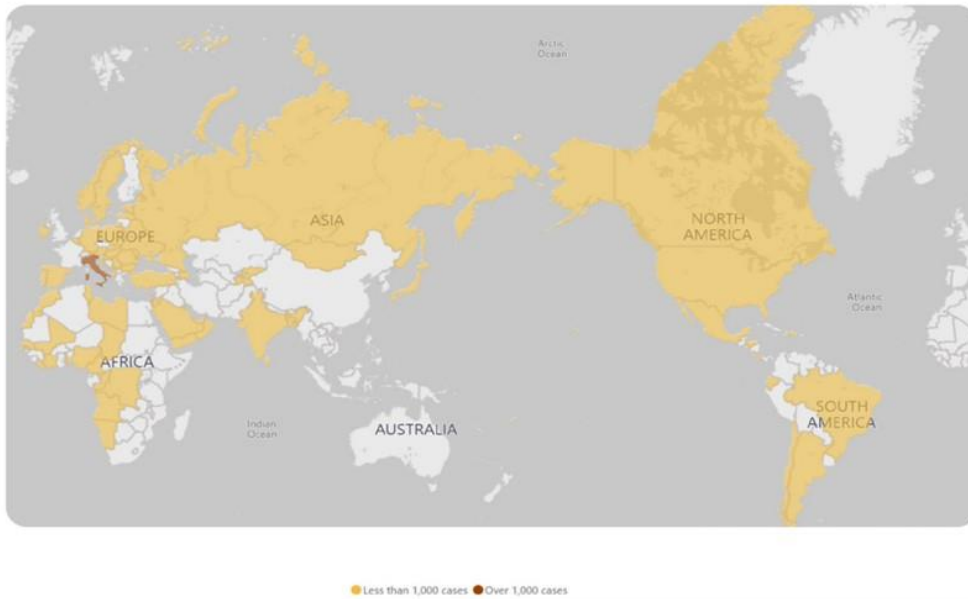 Arctic
Ocean
ASIA
EUROPE
NORTH
AMERICA
Atlantic
Ocean
AFRICA
Indian
Ocean
AUSTRALIA
SOUTH
AMERICA
Less than 1,000 cases Over 1,000 cases